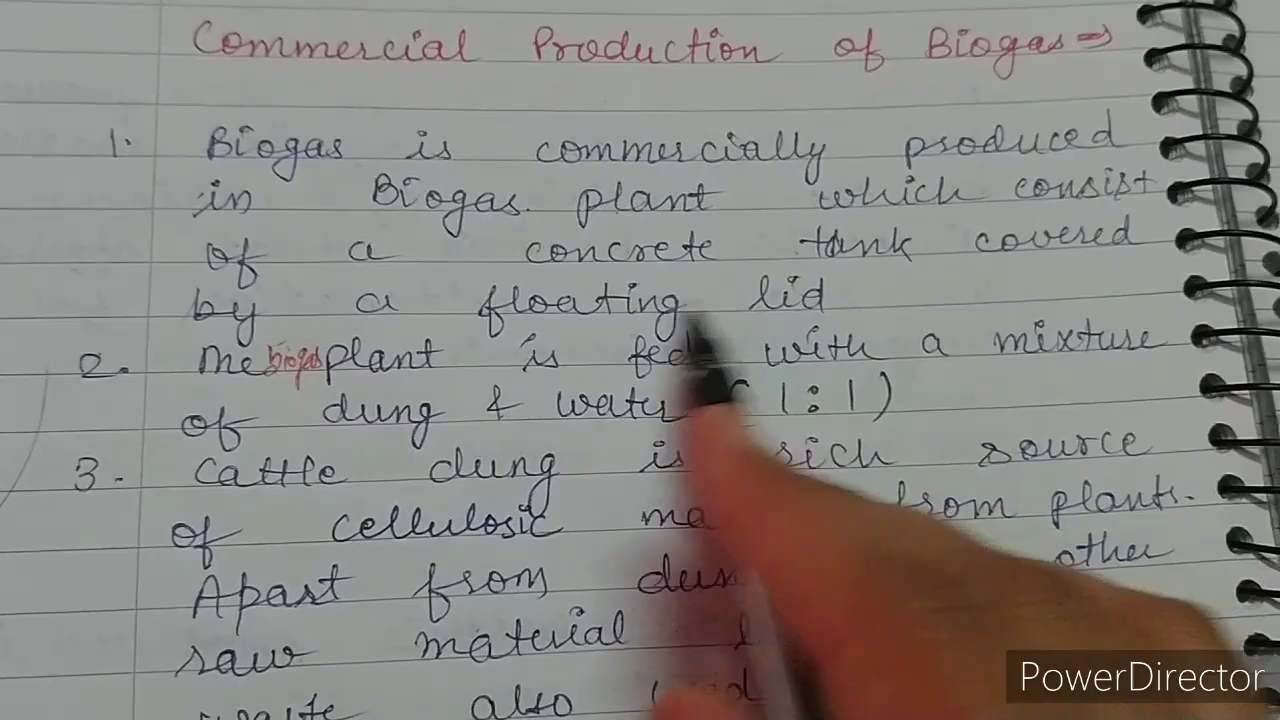 Commercial Production of Biogas ⇒
1. Biogas is commercially produced
in Biogas plant which consist
of a concrete tank covered
by a floating lid
2. The biogas plant is fed with a mixture
of dung & water (1:1)
3. Cattle dung is rich source
of cellulosic from plants.
Apart from other
raw material
also
PowerDirector